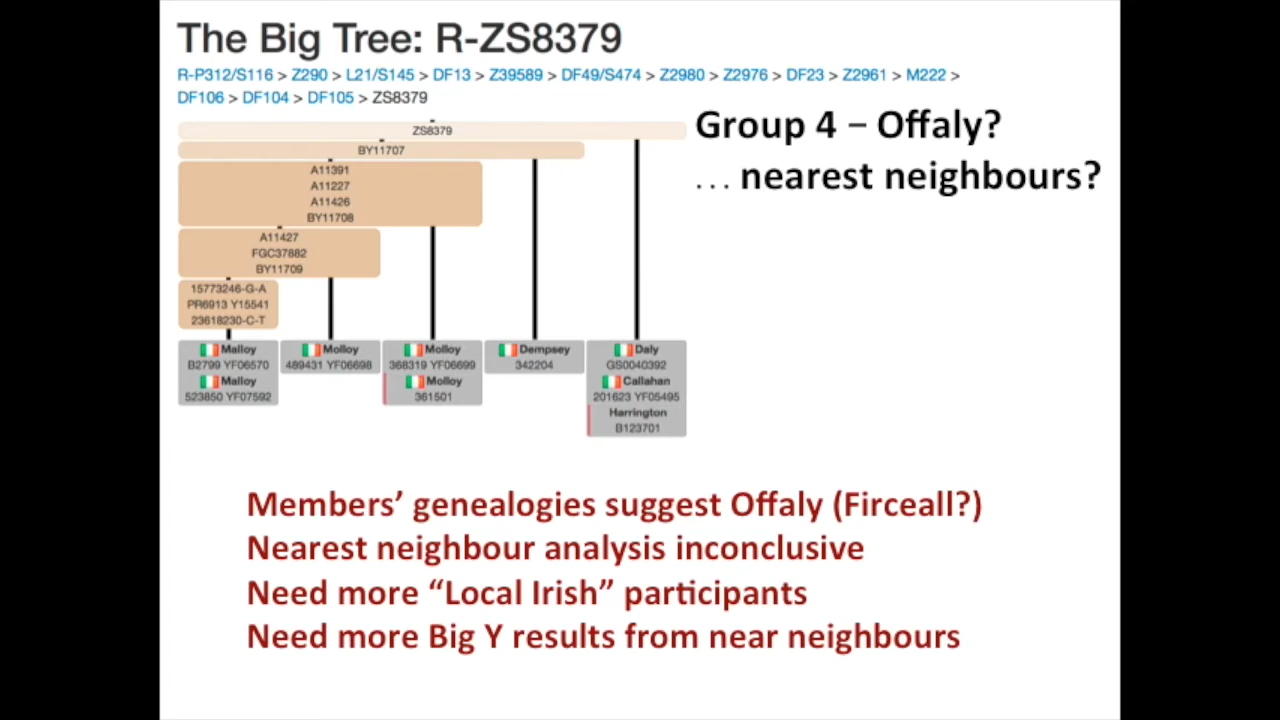 The Big Tree: R-ZS8379
R-P312/S116 > Z290 > L21/S145 > DF13 > Z39589 > DF49/S474 > Z2980 > Z2976 > DF23 > Z2961 > M222 >
DF106 > DF104 > DF105 > ZS8379
Group 4 – Offaly?
... nearest neighbours?
ZS8379
BY11707
A11391
A11227
A11426
BY11708
A11427
FGC37882
BY11709
15773246-G-A
PR6913 Y15541
23618230-C-T
Malloy
B2799 YF06570
Malloy
523850 YF07592
Molloy
489431 YF06698
Molloy
368319 YF06699
Molloy
361501
Dempsey
342204
Daly
GS0040392
Callahan
201623 YF05495
Harrington
B123701
Members’ genealogies suggest Offaly (Firceall?)
Nearest neighbour analysis inconclusive
Need more “Local Irish” participants
Need more Big Y results from near neighbours